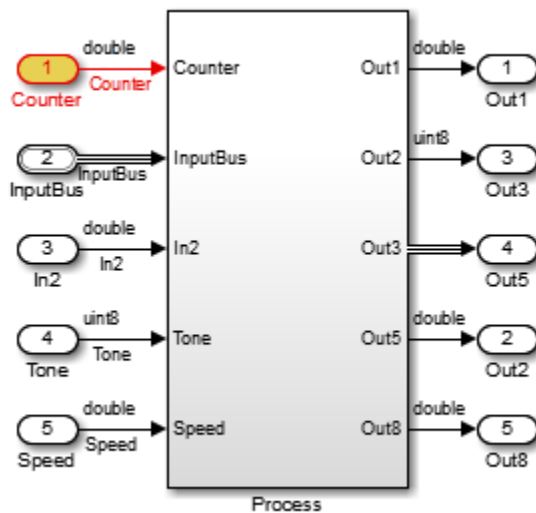 double
1
Counter
Counter
Counter
Out1
double
1
Out1
2
InputBus
InputBus
InputBus
Out2
uint8
3
Out3
double
3
In2
In2
In2
Out3
4
Out5
uint8
4
Tone
Tone
Tone
Out5
double
2
Out2
double
5
Speed
Speed
Speed
Out8
double
5
Out8
Process